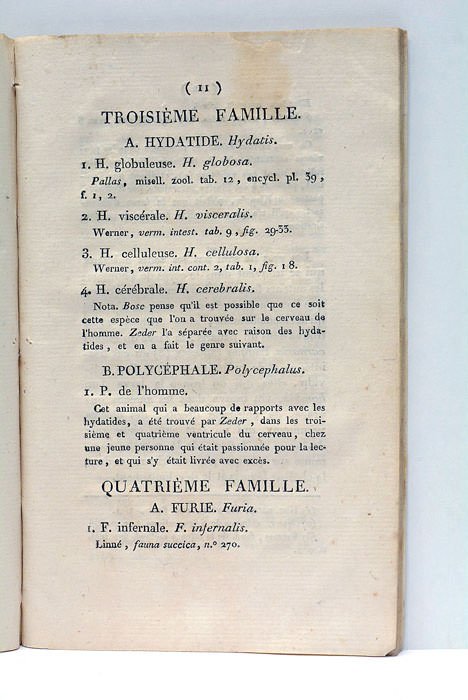 ( 11 )
TROISIÈME FAMILLE.
A. HYDATIDE. Hydatis.
1. H. globuleuse. H. globosa.
Pallas, misell. zool. tab. 12, encycl. pl. 39,
f. 1, 2.
2. H. viscérale. H. visceralis.
Werner, verm. intest. tab. 9, fig. 29-33.
3. H. celluleuse. H. cellulosa.
Werner, verm. int. cont. 2, tab. 1, fig. 18.
4. H. cérébrale. H. cerebralis.
Nota. Bosc pense qu'il est possible que ce soit
cette espèce que l'on a trouvée sur le cerveau de
l'homme. Zeder l'a séparée avec raison des hyda-
tides, et en a fait le genre suivant.
B. POLYCÉPHALE. Polycephalus.
1. P. de l'homme.
Cet animal qui a beaucoup de rapports avec les
hydatides, a été trouvé par Zeder, dans les troi-
sième et quatrième ventricule du cerveau, chez
une jeune personne qui était passionnée pour la lec-
ture, et qui s'y était livrée avec excès.
QUATRIÈME FAMILLE.
A. FURIE. Furia.
1. F. infernale. F. infernalis.
Linné, fauna succica, n.º 270.